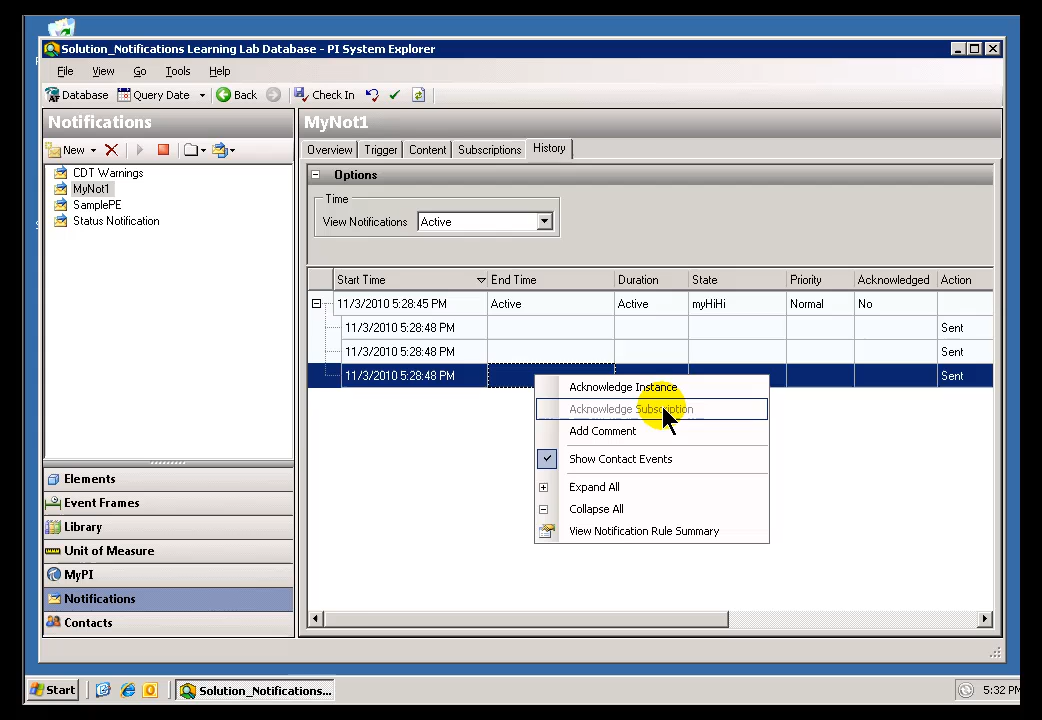 Solution_Notifications Learning Lab Database - PI System Explorer
File View Go Tools Help
Database Query Date Back Check In
Notifications
New
CDT Warnings
MyNot1
SamplePE
Status Notification
Elements
Event Frames
Library
Unit of Measure
MyPI
Notifications
Contacts
MyNot1
Overview Trigger Content Subscriptions History
Options
Time
View Notifications Active
Start Time End Time Duration State Priority Acknowledged Action
11/3/2010 5:28:45 PM Active Active myHiHi Normal No
11/3/2010 5:28:48 PM Sent
11/3/2010 5:28:48 PM Sent
11/3/2010 5:28:48 PM Sent
Acknowledge Instance
Acknowledge Subscription
Add Comment
Show Contact Events
Expand All
Collapse All
View Notification Rule Summary
Start Solution_Notifications... 5:32 PM